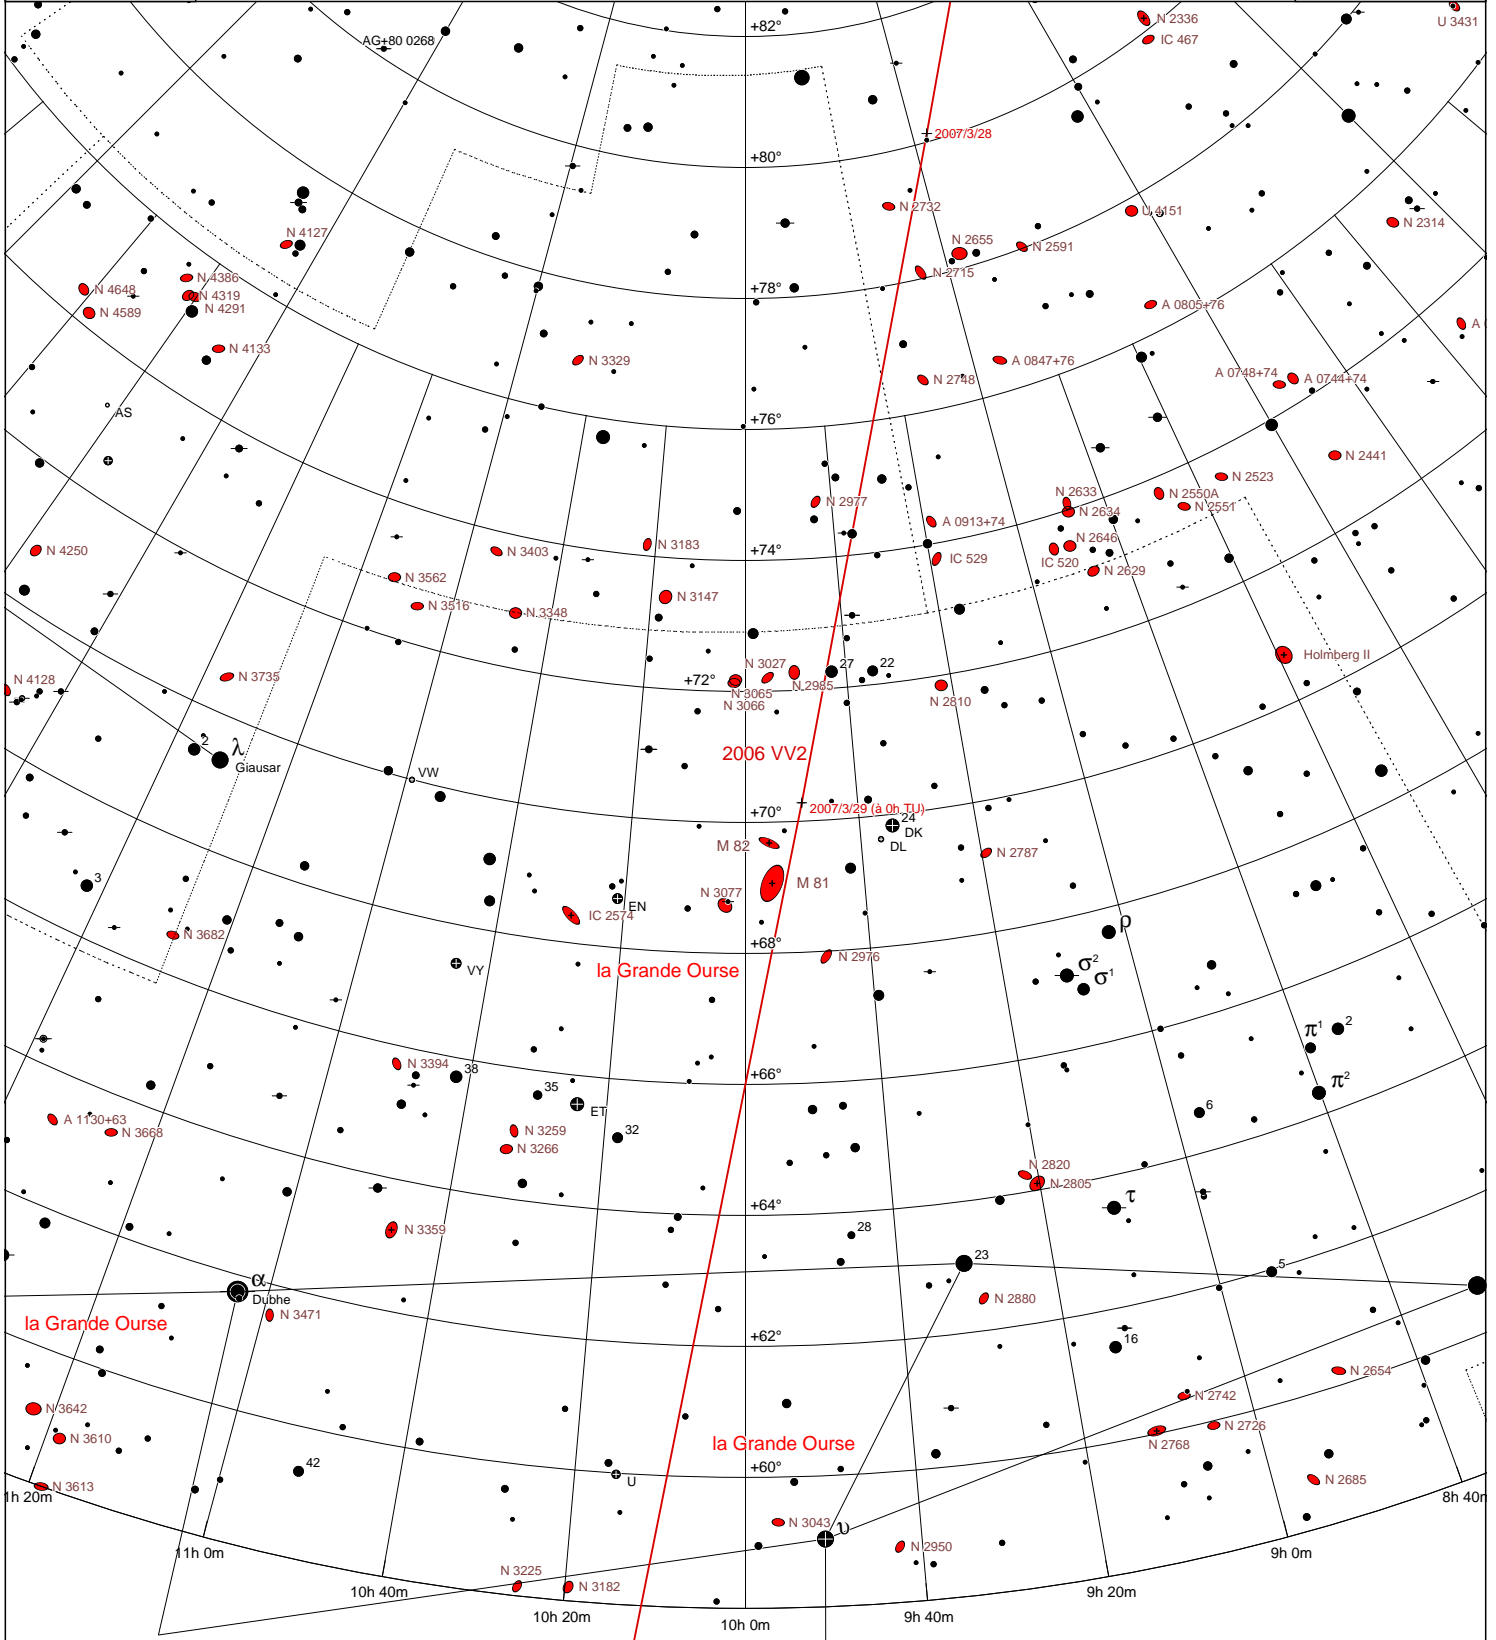 +82°
N 2336
U 3431
IC 467
AG+80 0268
2007/3/28
+80°
N 2732
U 4151
N 2314
N 4127
N 2655
N 2591
N 2715
N 4386
N 4648
N 4319
N 4291
N 4589
+78°
A 0805+76
N 4133
N 3329
A 0847+76
N 2748
A 0748+74
A 0744+74
AS
+76°
N 2441
N 2523
N 2977
N 2633
N 2550A
N 2551
N 2634
A 0913+74
N 4250
N 3403
N 3183
+74°
IC 529
N 2646
IC 520
N 2629
N 3562
N 3516
N 3348
N 3147
Holmberg II
N 4128
N 3735
+72°
N 3027
N 3065
N 3066
N 2985
27
22
N 2810
2
λ
Giausar
VW
2006 VV2
+70°
2007/3/29 (à 0h TU)
24
DK
DL
M 82
N 2787
3
M 81
N 3077
EN
IC 2574
N 3682
+68°
ρ
N 2976
VY
la Grande Ourse
σ²
σ¹
π¹
2
N 3394
38
+66°
35
π²
ET
6
A 1130+63
N 3668
N 3259
32
N 3266
N 2820
N 2805
+64°
τ
N 3359
28
23
5
α
Dubhe
N 2880
N 3471
la Grande Ourse
+62°
16
N 2654
N 3642
N 2742
N 3610
N 2726
la Grande Ourse
N 2768
42
+60°
U
N 2685
N 3613
1h 20m
8h 40m
N 3043
υ
N 2950
11h 0m
9h 0m
N 3225
N 3182
10h 40m
9h 20m
10h 20m
10h 0m
9h 40m